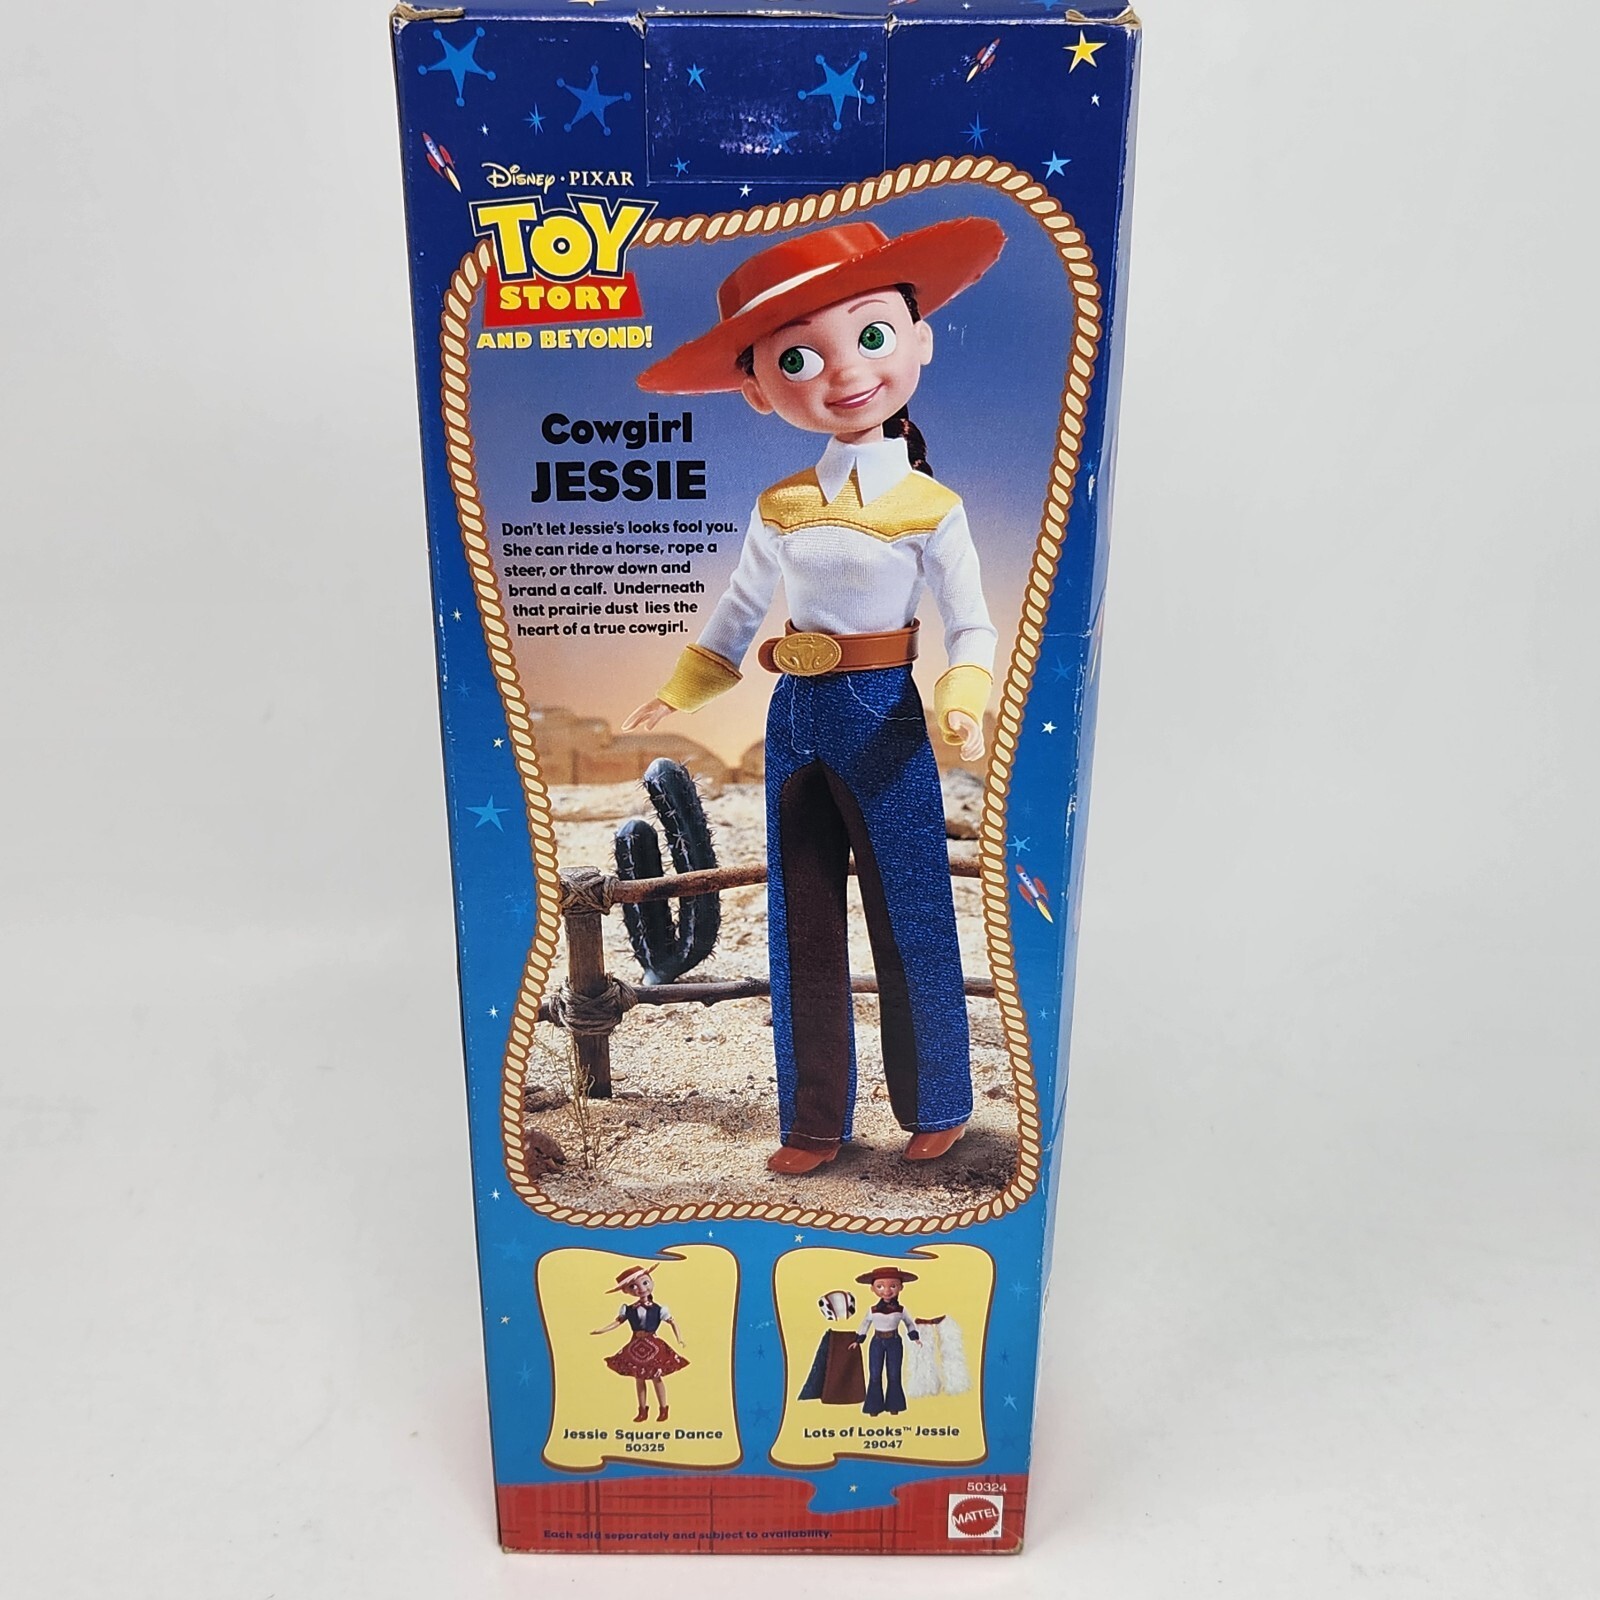 Disney · PIXAR
TOY
STORY
AND BEYOND!
Cowgirl
JESSIE
Don't let Jessie's looks fool you.
She can ride a horse, rope a
steer, or throw down and
brand a calf. Underneath
that prairie dust lies the
heart of a true cowgirl.
Jessie Square Dance
50325
Lots of Looks™ Jessie
29047
50324
MATTEL
®
Each sold separately and subject to availability.